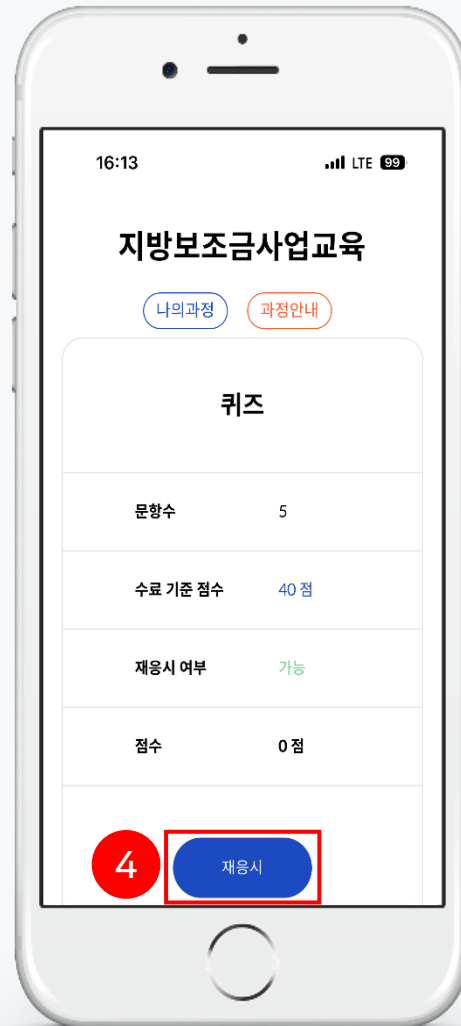 16:13 LTE 99
지방보조금사업교육
나의과정 과정안내
퀴즈
문항수 5
수료 기준 점수 40 점
재응시 여부 가능
점수 0 점
4 재응시